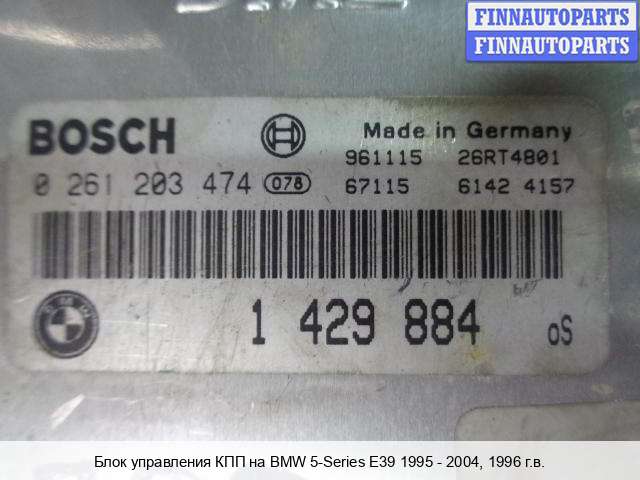 FINNAUTOPARTS
FINNAUTOPARTS
BOSCH
Made in Germany
961115 26RT4801
0 261 203 474 078
67115 6142 4157
1 429 884 oS
Блок управления КПП на BMW 5-Series E39 1995 - 2004, 1996 г.в.